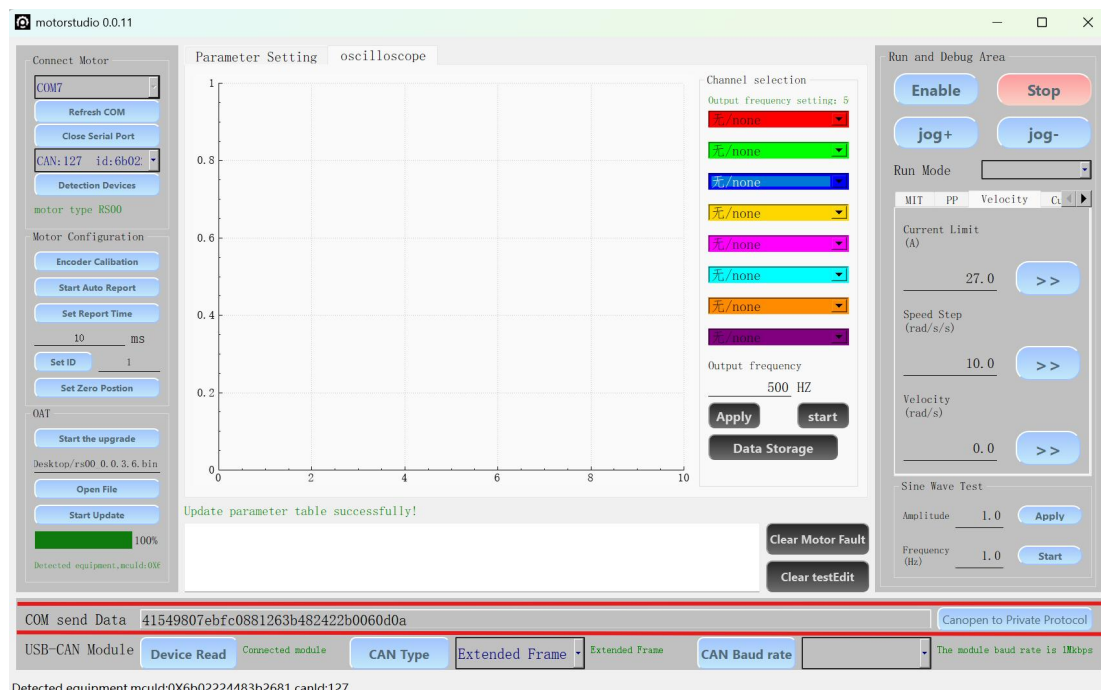 motorstudio 0.0.11
Connect Motor
COM7
Refresh COM
Close Serial Port
CAN:127 id:6b02
Detection Devices
motor type RS00
Motor Configuration
Encoder Calibation
Start Auto Report
Set Report Time
10 ms
Set ID 1
Set Zero Postion
OAT
Start the upgrade
Desktop/rs00_0.0.3.6.bin
Open File
Start Update
100%
Detected equipment,mcuId:0X6
Parameter Setting oscilloscope
1
0.8
0.6
0.4
0.2
0
0 2 4 6 8 10
Channel selection
Output frequency setting: 5
无/none
无/none
无/none
无/none
无/none
无/none
无/none
无/none
Output frequency
500 HZ
Apply start
Data Storage
Update parameter table successfully!
Clear Motor Fault
Clear testEdit
Run and Debug Area
Enable Stop
jog+ jog-
Run Mode
MIT PP Velocity Cu
Current Limit
(A)
27.0 >>
Speed Step
(rad/s/s)
10.0 >>
Velocity
(rad/s)
0.0 >>
Sine Wave Test
Amplitude 1.0 Apply
Frequency
(Hz) 1.0 Start
COM send Data 41549807ebfc0881263b482422b0060d0a Canopen to Private Protocol
USB-CAN Module Device Read Connected module CAN Type Extended Frame Extended Frame CAN Baud rate The module baud rate is 1Mkbps
Detected equipment,mcuId:0X6b02224483b2681 canId:127